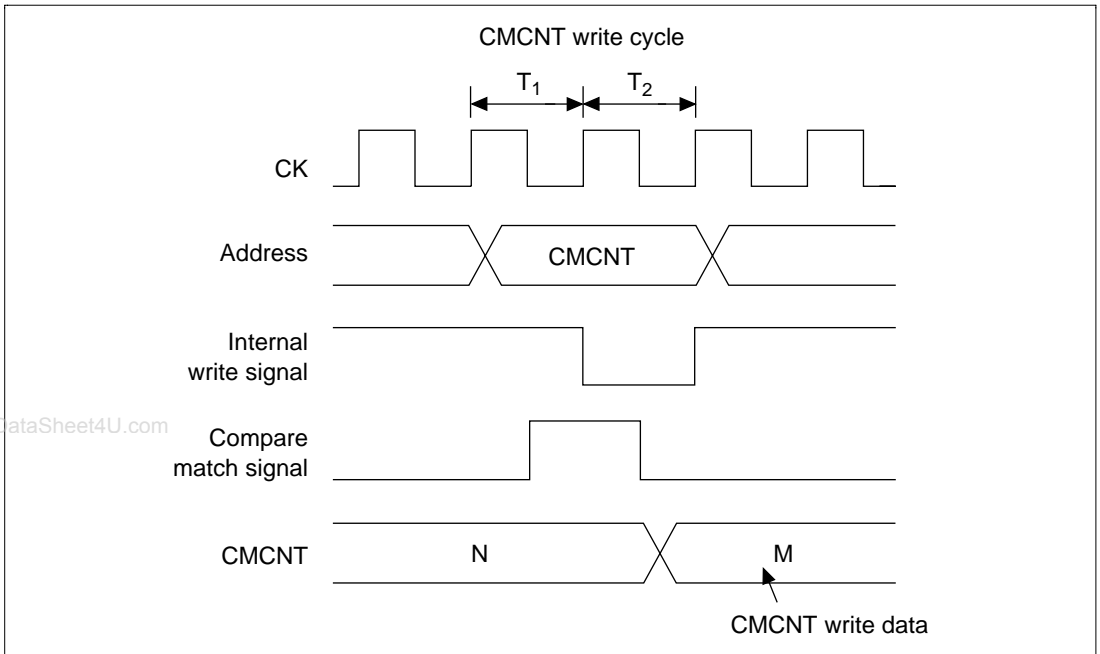 CMCNT write cycle
T1 T2
CK
Address
CMCNT
Internal
write signal
DataSheet4U.com
Compare
match signal
CMCNT
N
M
CMCNT write data